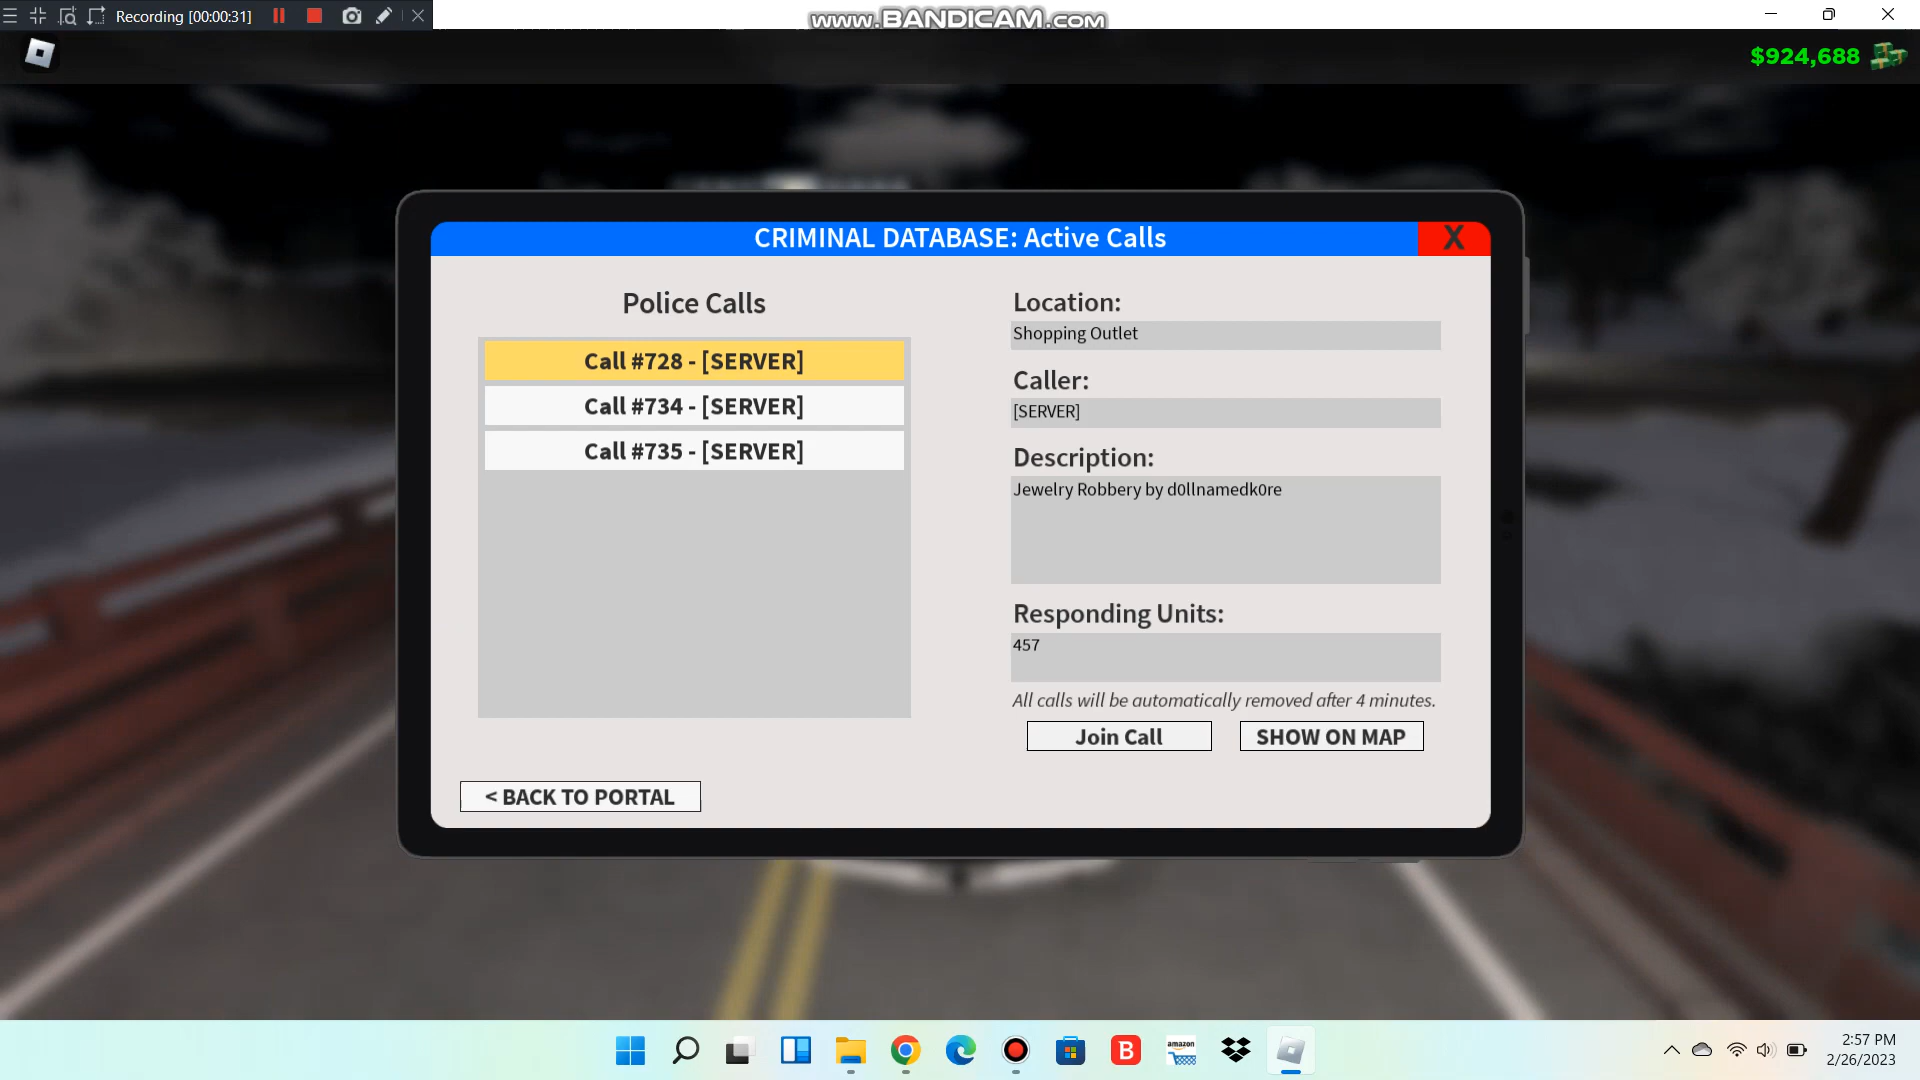 Recording [00:00:31]
www.BANDICAM.com
$924,688
CRIMINAL DATABASE: Active Calls
X
Police Calls
Call #728 - [SERVER]
Call #734 - [SERVER]
Call #735 - [SERVER]
< BACK TO PORTAL
Location:
Shopping Outlet
Caller:
[SERVER]
Description:
Jewelry Robbery by d0llnamedk0re
Responding Units:
457
All calls will be automatically removed after 4 minutes.
Join Call
SHOW ON MAP
B
amazon
2:57 PM
2/26/2023